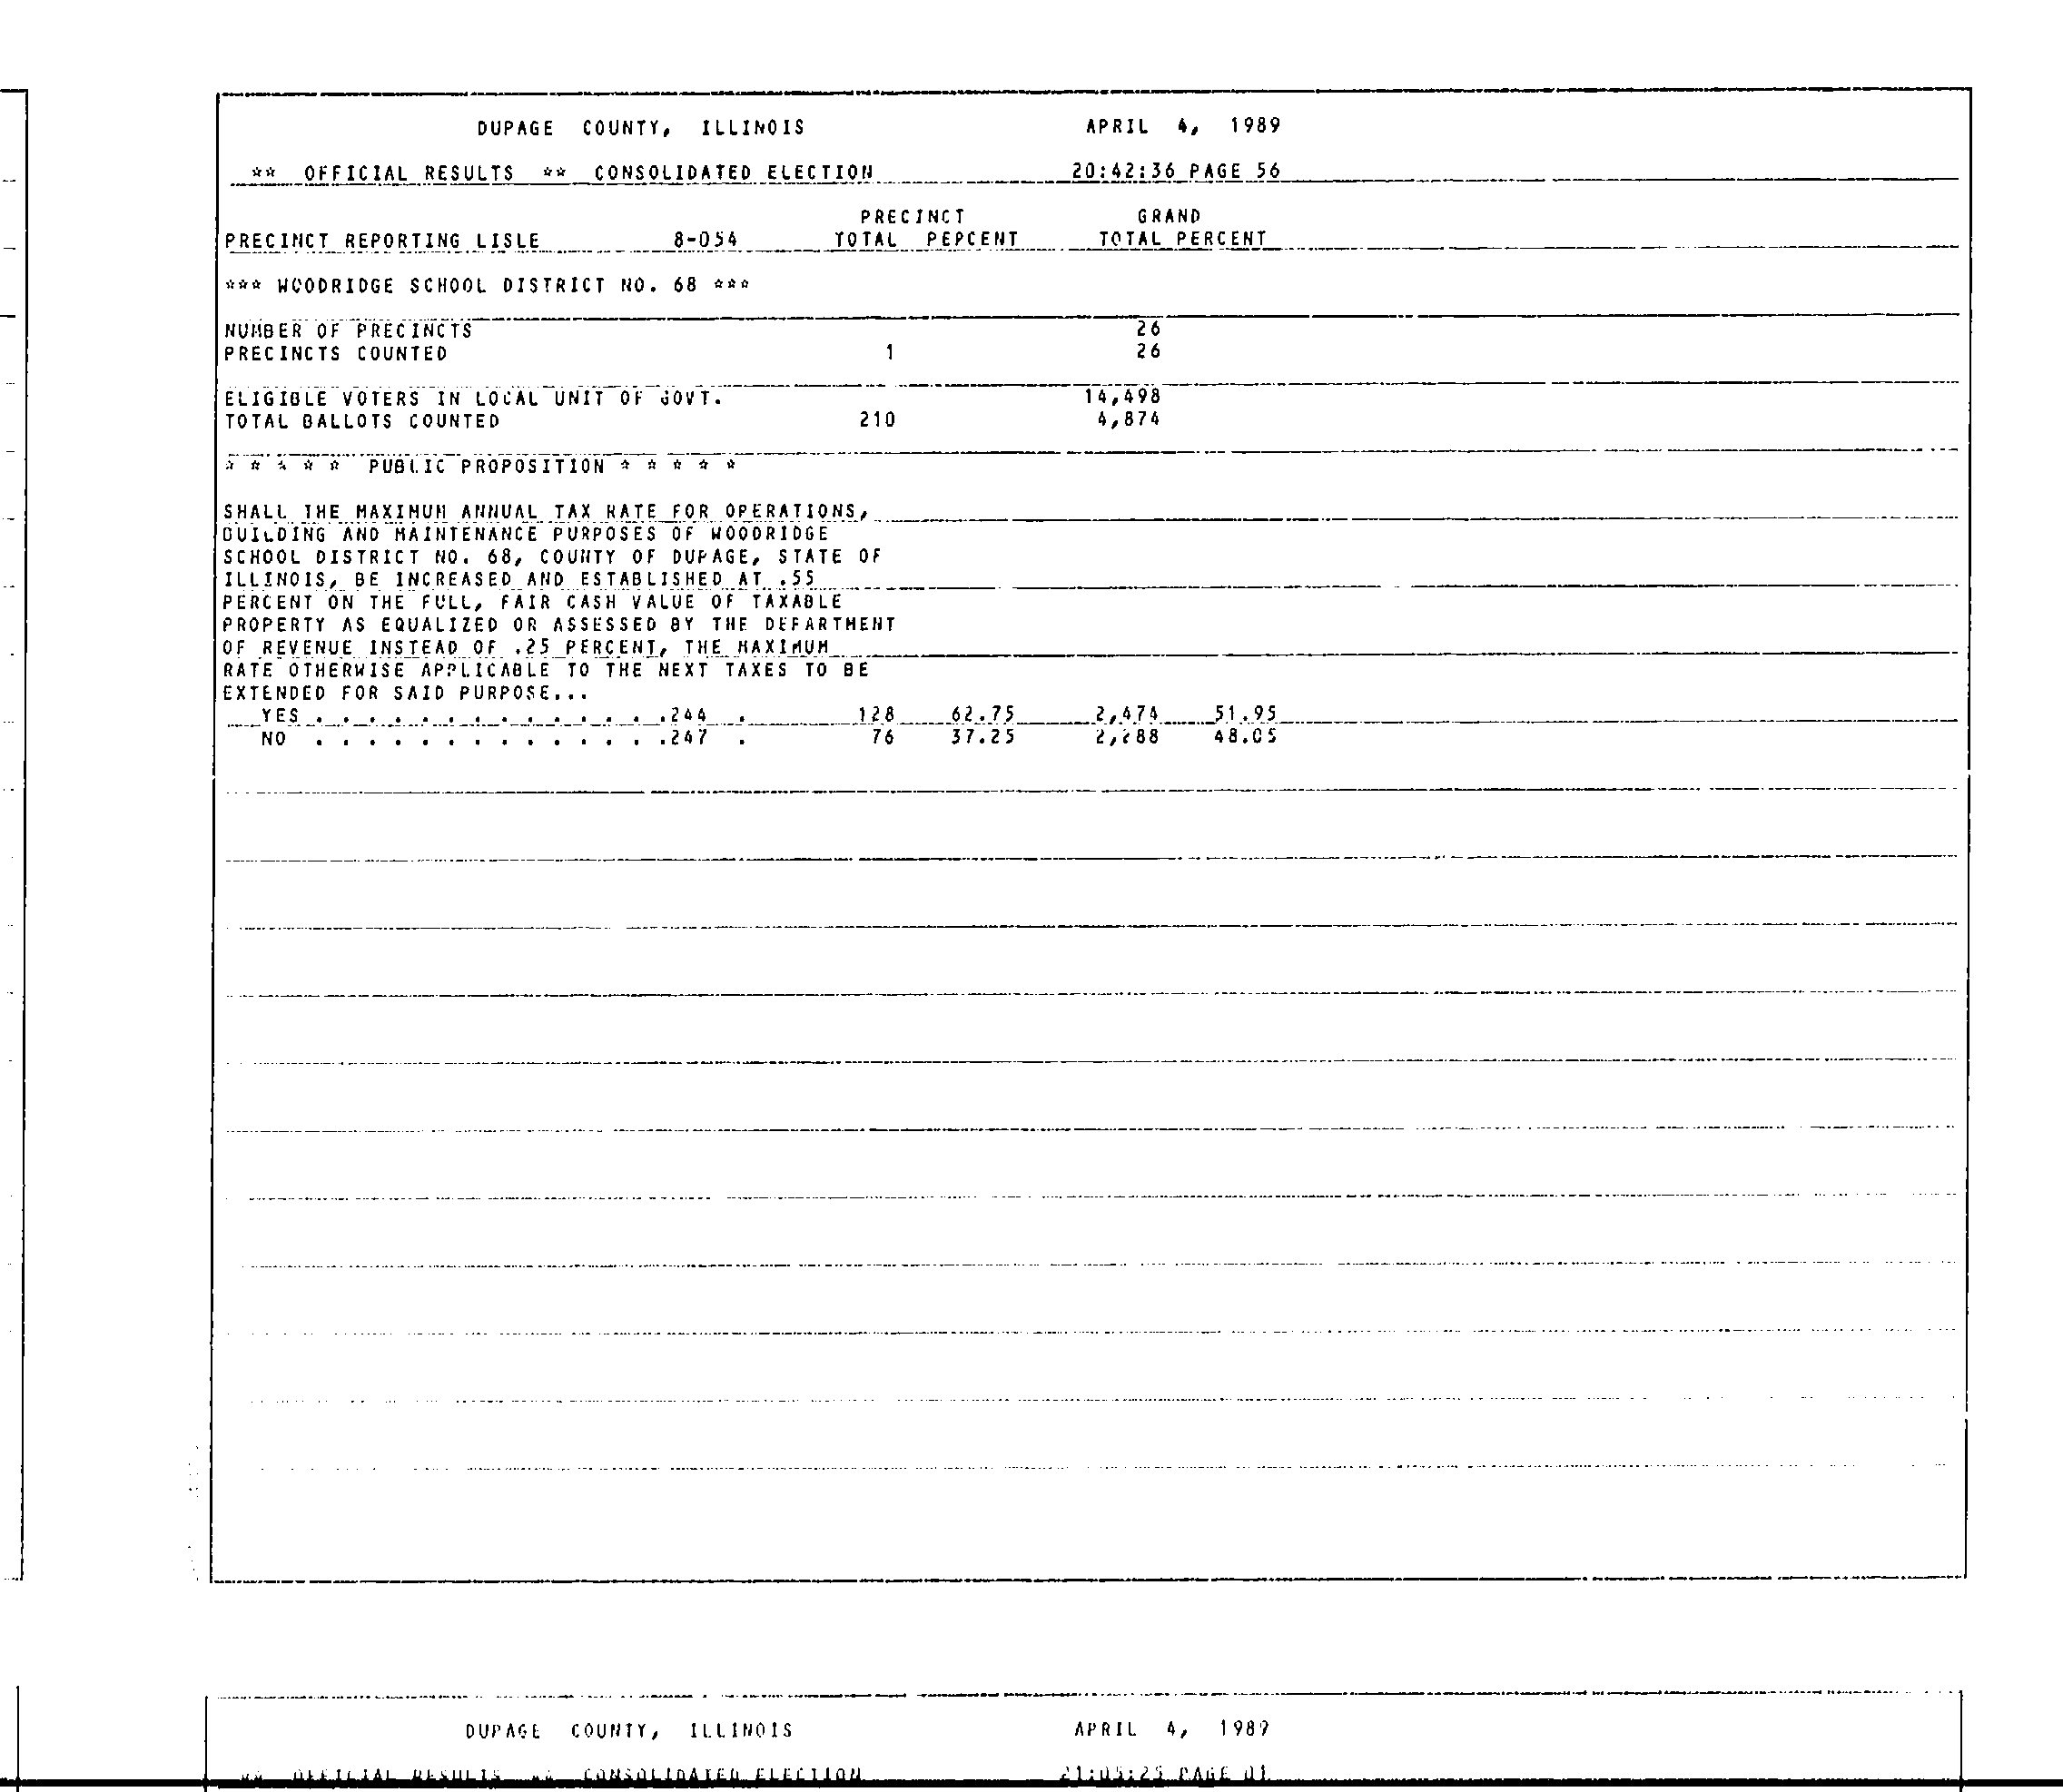 DUPAGE COUNTY, ILLINOIS APRIL 4, 1989
** OFFICIAL RESULTS ** CONSOLIDATED ELECTION 20:42:36 PAGE 56
PRECINCT GRAND
PRECINCT REPORTING LISLE 8-054 TOTAL PERCENT TOTAL PERCENT
*** WOODRIDGE SCHOOL DISTRICT NO. 68 ***
NUMBER OF PRECINCTS 26
PRECINCTS COUNTED 1 26
ELIGIBLE VOTERS IN LOCAL UNIT OF GOVT. 14,498
TOTAL BALLOTS COUNTED 210 4,874
* * * * * PUBLIC PROPOSITION * * * * *
SHALL THE MAXIMUM ANNUAL TAX RATE FOR OPERATIONS,
BUILDING AND MAINTENANCE PURPOSES OF WOODRIDGE
SCHOOL DISTRICT NO. 68, COUNTY OF DUPAGE, STATE OF
ILLINOIS, BE INCREASED AND ESTABLISHED AT .55
PERCENT ON THE FULL, FAIR CASH VALUE OF TAXABLE
PROPERTY AS EQUALIZED OR ASSESSED BY THE DEPARTMENT
OF REVENUE INSTEAD OF .25 PERCENT, THE MAXIMUM
RATE OTHERWISE APPLICABLE TO THE NEXT TAXES TO BE
EXTENDED FOR SAID PURPOSE...
YES . . . . . . . . . . . . . .244 . 128 62.75 2,474 51.95
NO . . . . . . . . . . . . . .247 . 76 37.25 2,288 48.05
DUPAGE COUNTY, ILLINOIS APRIL 4, 1989
** OFFICIAL RESULTS ** CONSOLIDATED ELECTION 21:05:25 PAGE 01